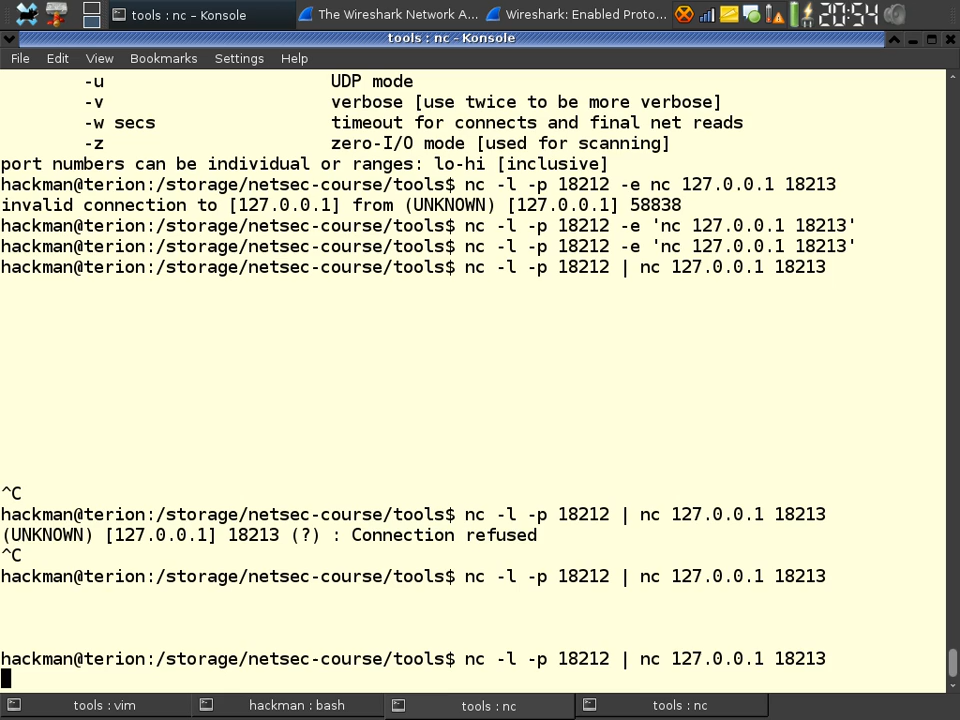 tools : nc – Konsole
The Wireshark Network A...
Wireshark: Enabled Proto...
20:54
tools : nc – Konsole
File Edit View Bookmarks Settings Help
-u UDP mode
-v verbose [use twice to be more verbose]
-w secs timeout for connects and final net reads
-z zero-I/O mode [used for scanning]
port numbers can be individual or ranges: lo-hi [inclusive]
hackman@terion:/storage/netsec-course/tools$ nc -l -p 18212 -e nc 127.0.0.1 18213
invalid connection to [127.0.0.1] from (UNKNOWN) [127.0.0.1] 58838
hackman@terion:/storage/netsec-course/tools$ nc -l -p 18212 -e 'nc 127.0.0.1 18213'
hackman@terion:/storage/netsec-course/tools$ nc -l -p 18212 -e 'nc 127.0.0.1 18213'
hackman@terion:/storage/netsec-course/tools$ nc -l -p 18212 | nc 127.0.0.1 18213
^C
hackman@terion:/storage/netsec-course/tools$ nc -l -p 18212 | nc 127.0.0.1 18213
(UNKNOWN) [127.0.0.1] 18213 (?) : Connection refused
^C
hackman@terion:/storage/netsec-course/tools$ nc -l -p 18212 | nc 127.0.0.1 18213
hackman@terion:/storage/netsec-course/tools$ nc -l -p 18212 | nc 127.0.0.1 18213
tools : vim
hackman : bash
tools : nc
tools : nc